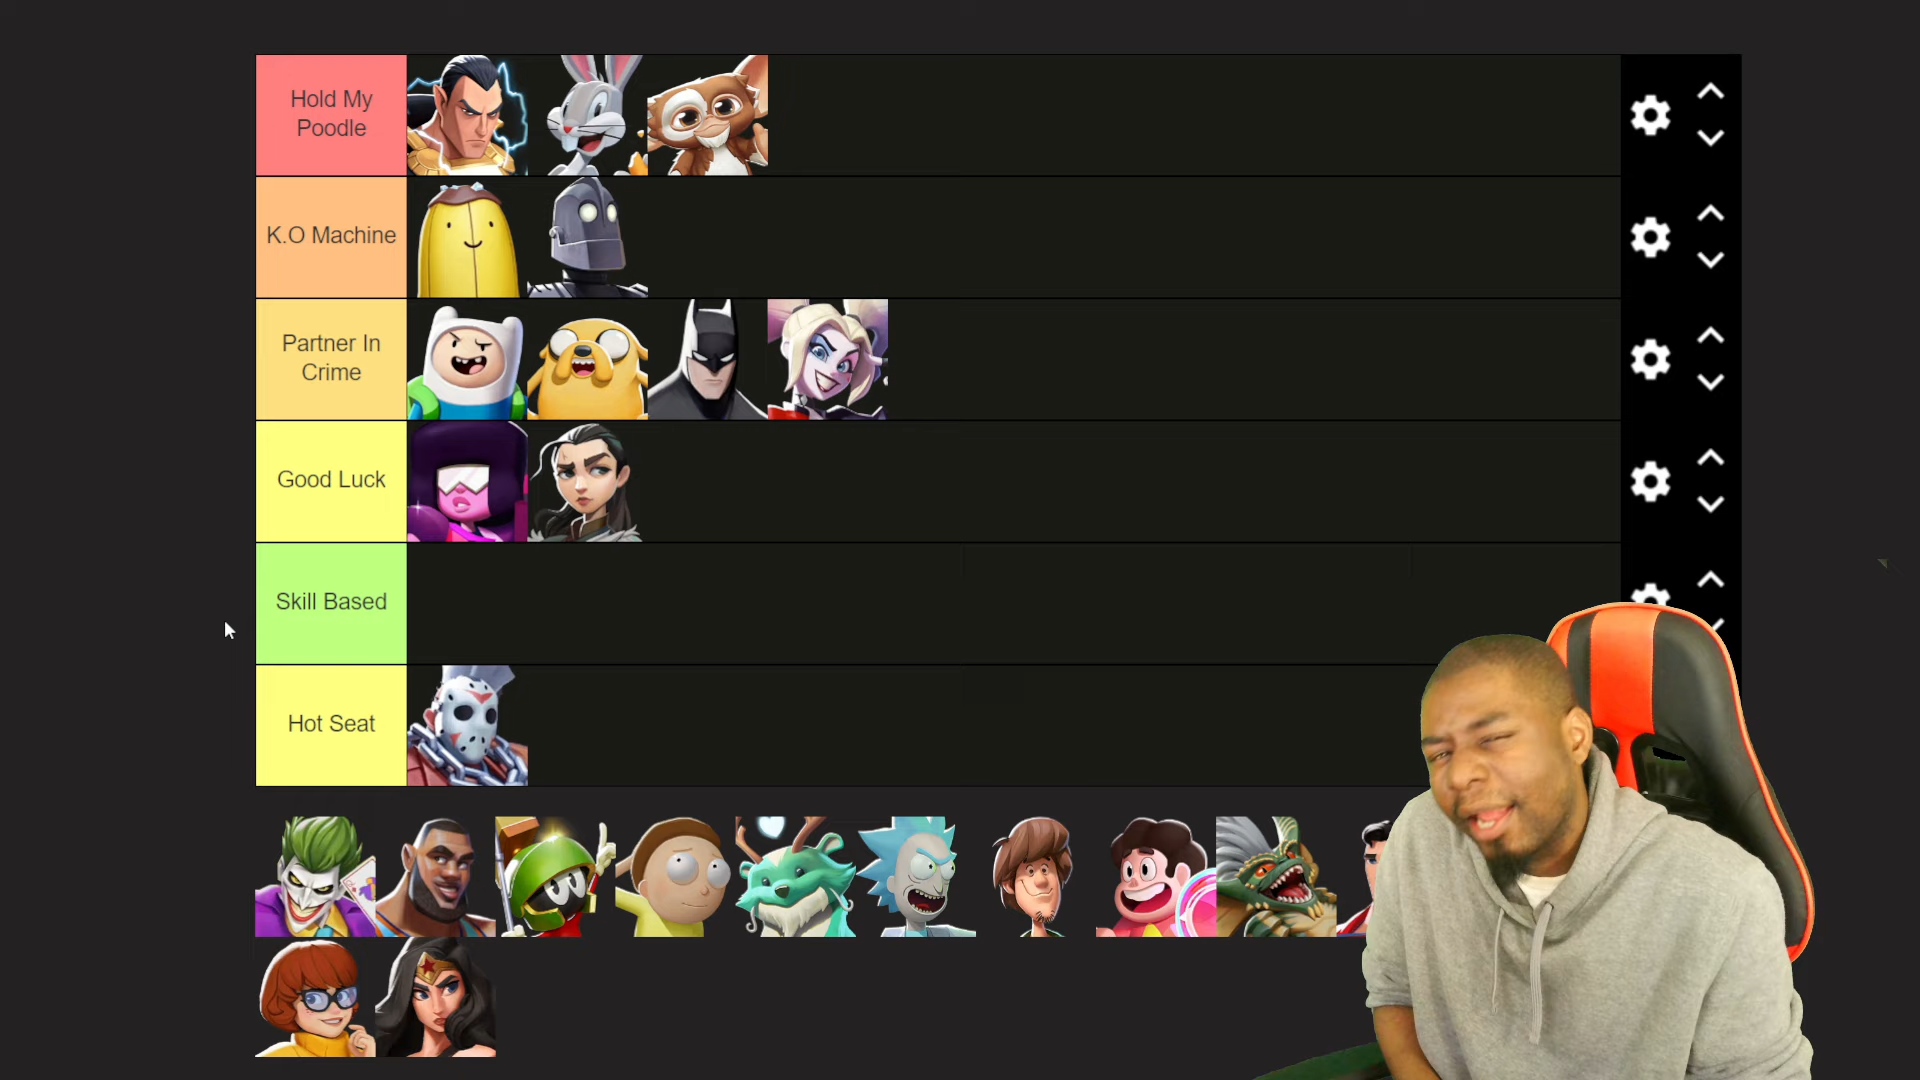 Hold My
Poodle
K.O Machine
Partner In
Crime
Good Luck
Skill Based
Hot Seat